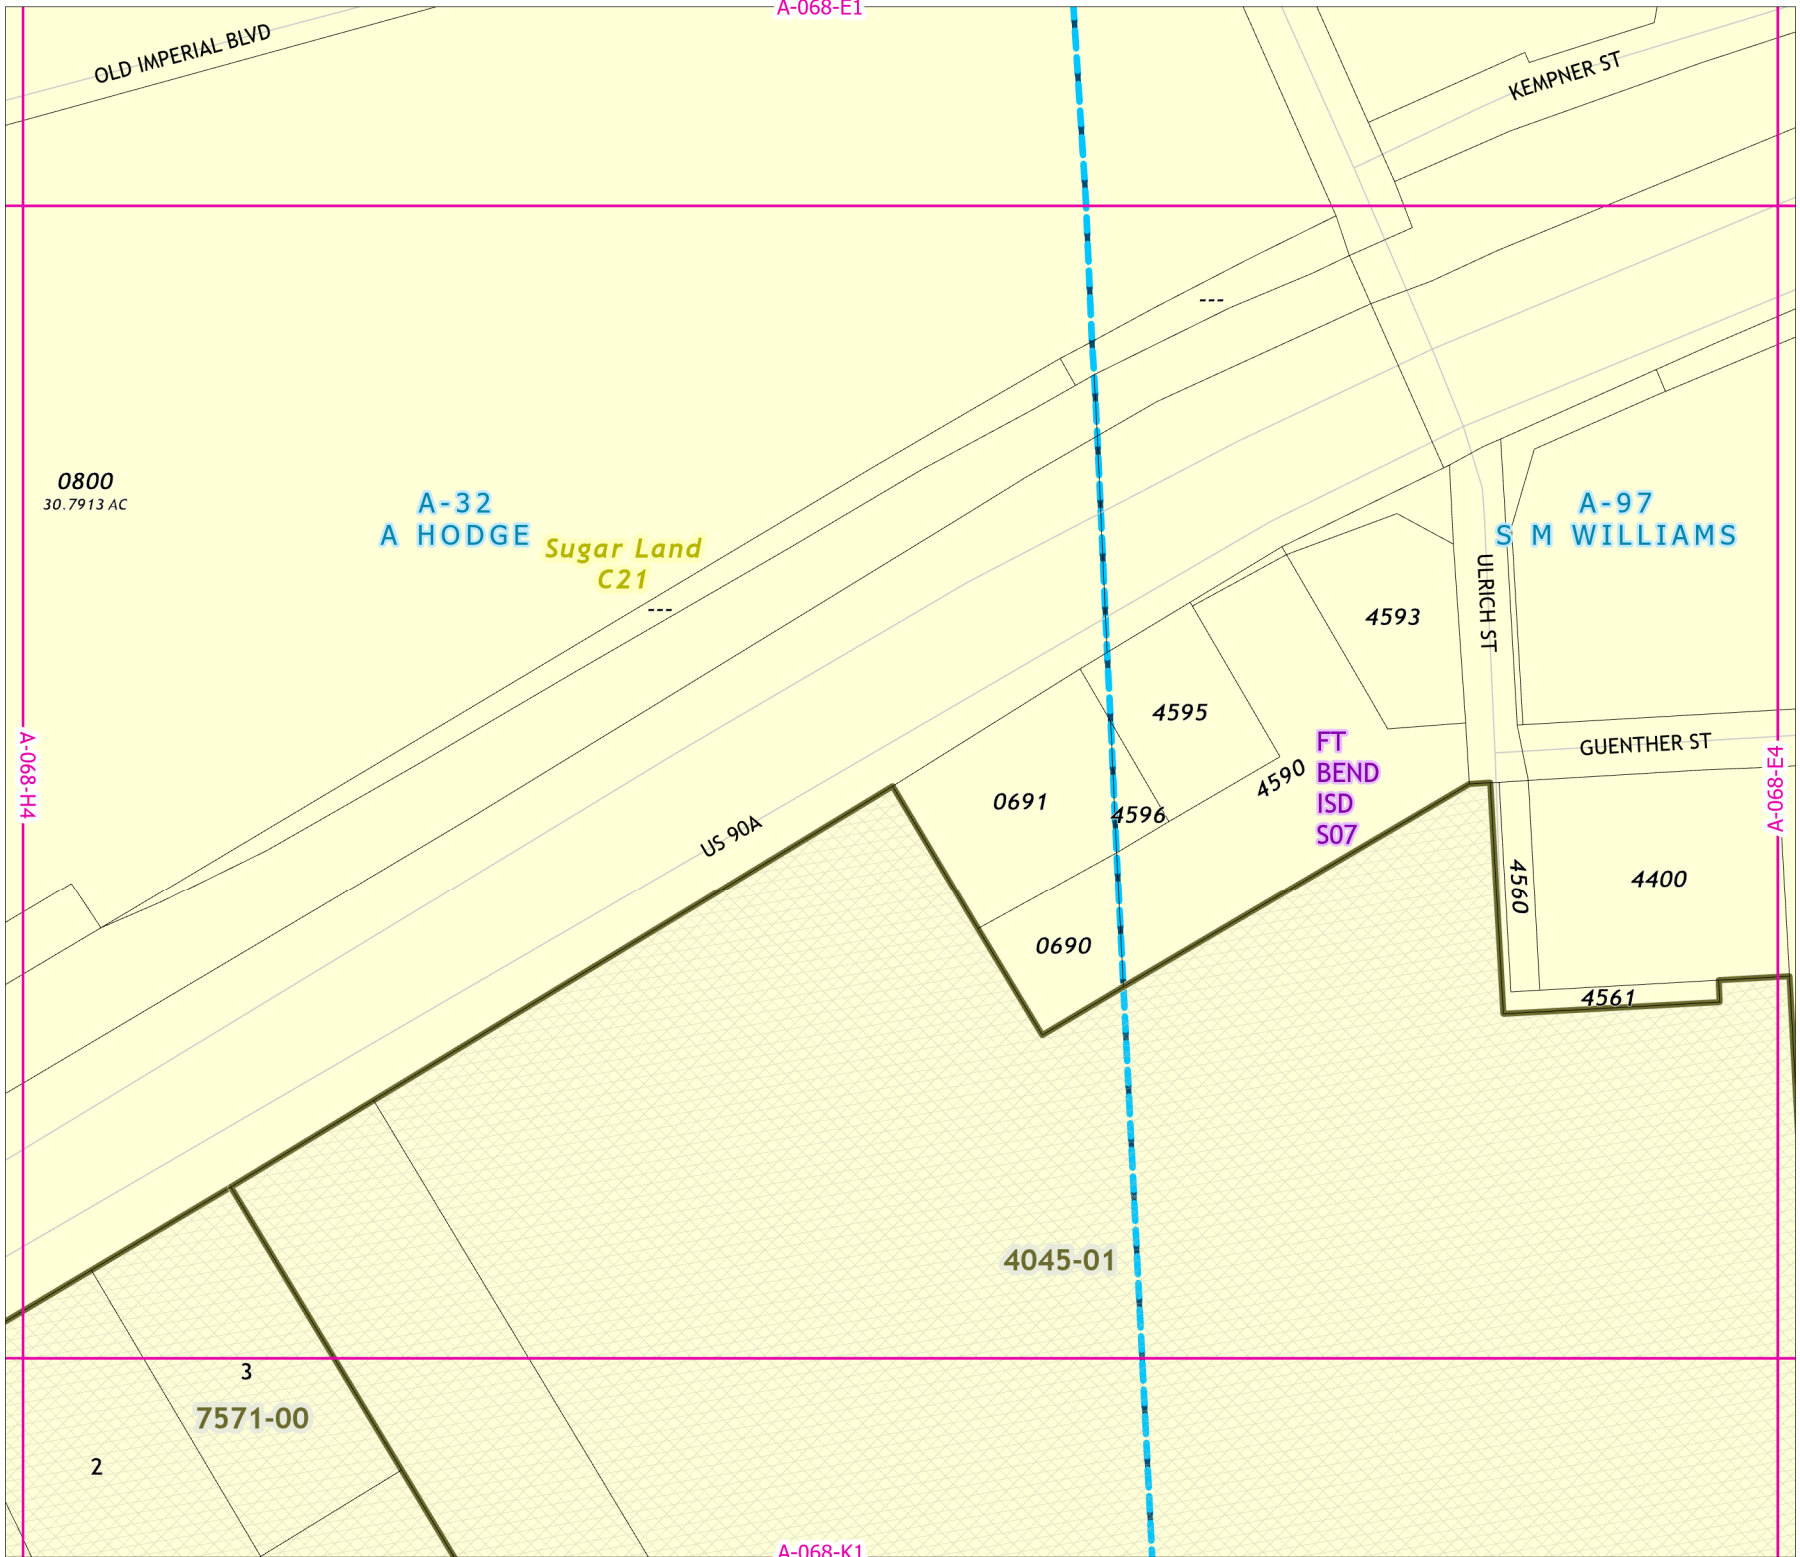 A-068-E1
OLD IMPERIAL BLVD
KEMPNER ST
---
0800
30.7913 AC
A-32
A HODGE
Sugar Land
C21
---
A-97
S M WILLIAMS
ULRICH ST
4593
4595
FT
BEND
ISD
S07
GUENTHER ST
A-068-H4
A-068-E4
4590
0691
4596
US 90A
4560
4400
0690
4561
4045-01
3
7571-00
2
A-068-K1